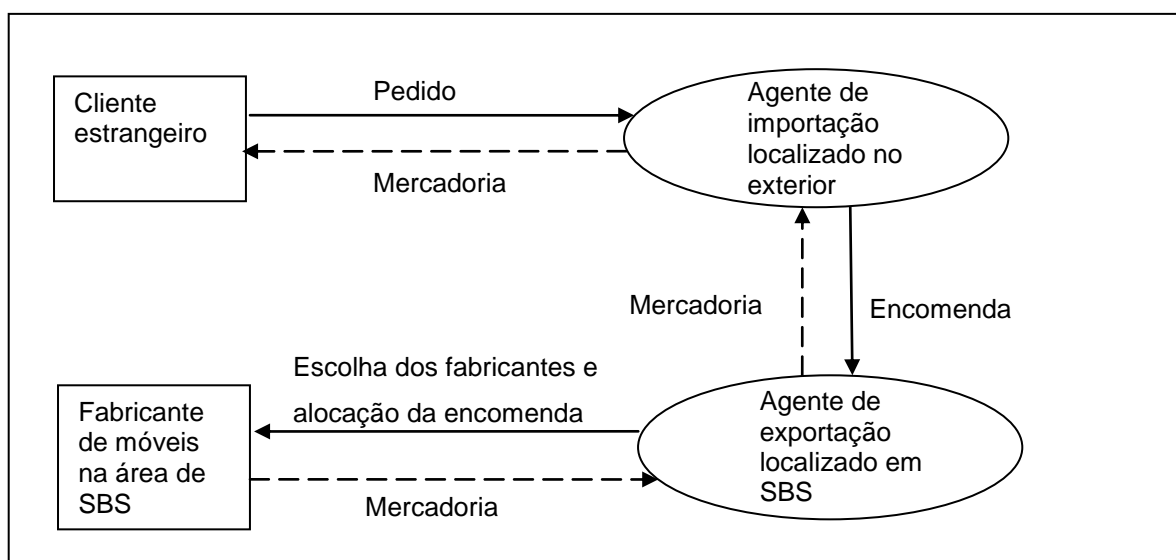 Cliente
estrangeiro
Pedido
Mercadoria
Agente de
importação
localizado no
exterior
Mercadoria
Encomenda
Escolha dos fabricantes e
alocação da encomenda
Fabricante
de móveis
na área de
SBS
Mercadoria
Agente de
exportação
localizado em
SBS